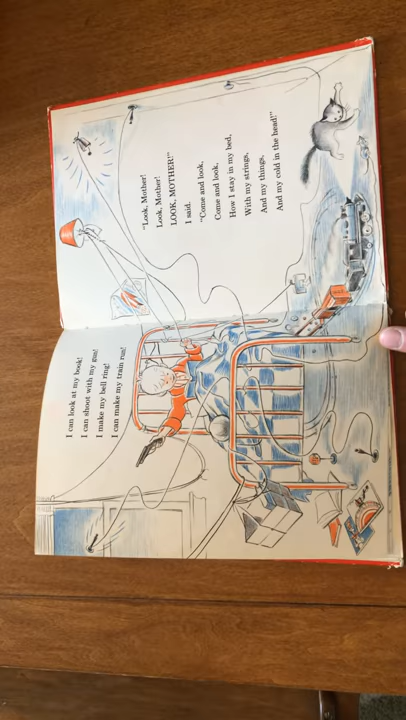 I can look at my book!
I can shoot with my gun!
I make my bell ring!
I can make my train run!
"Look, Mother!
Look, Mother!
LOOK, MOTHER!"
I said.
"Come and look,
Come and look,
How I stay in my bed,
With my strings,
And my things,
And my cold in the head!"